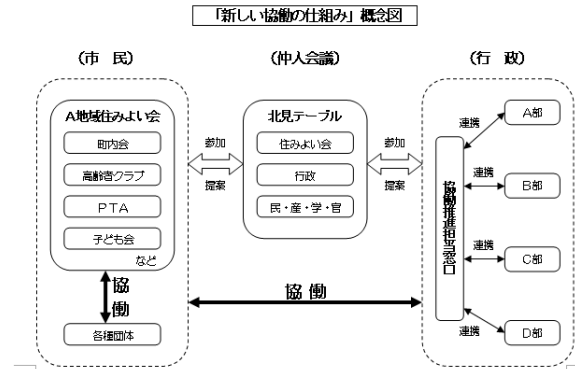 「新しい協働の仕組み」概念図
(市　民)
(仲人会議)
(行　政)
A地域住みよい会
町内会
高齢者クラブ
ＰＴＡ
子ども会
など
協働
各種団体
参加
提案
北見テーブル
住みよい会
行政
民・産・学・官
参加
提案
協 働
協働推進担当窓口
連携
A部
連携
B部
連携
C部
連携
D部